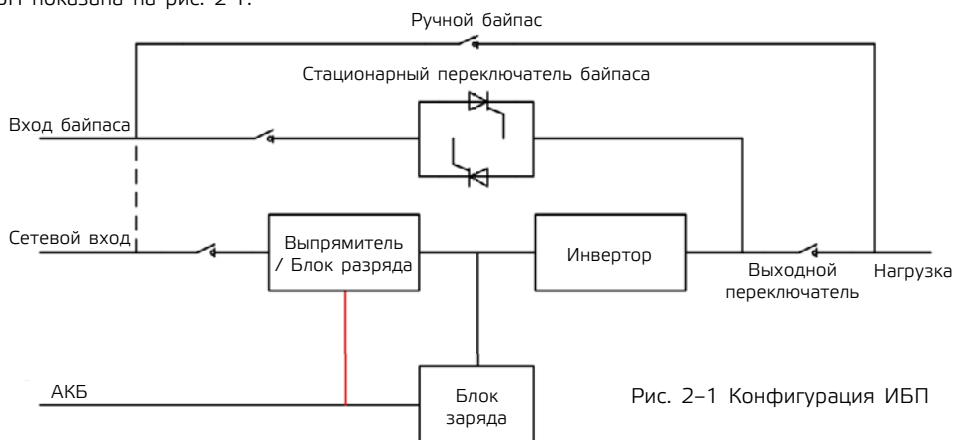 БП показана на рис. 2-1.
Ручной байпас
Стационарный переключатель байпаса
Вход байпаса
Сетевой вход
Выпрямитель
/ Блок разряда
Инвертор
Выходной
переключатель
Нагрузка
АКБ
Блок
заряда
Рис. 2-1 Конфигурация ИБП